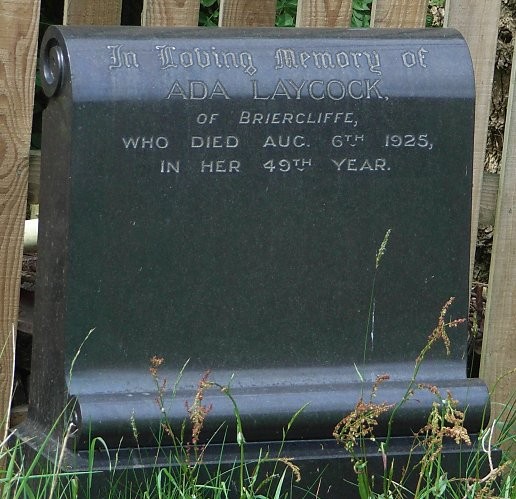 In Loving Memory of
ADA LAYCOCK,
OF BRIERCLIFFE,
WHO DIED AUG. 6TH 1925,
IN HER 49TH YEAR.